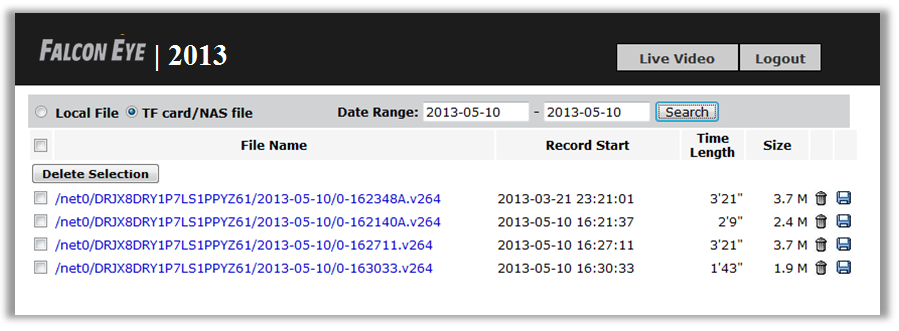 FALCON EYE | 2013
Live Video Logout
Local File TF card/NAS file Date Range: 2013-05-10 - 2013-05-10 Search
File Name Record Start Time Length Size
Delete Selection
/net0/DRJX8DRY1P7LS1PPYZ61/2013-05-10/0-162348A.v264 2013-03-21 23:21:01 3'21" 3.7 M
/net0/DRJX8DRY1P7LS1PPYZ61/2013-05-10/0-162140A.v264 2013-05-10 16:21:37 2'9" 2.4 M
/net0/DRJX8DRY1P7LS1PPYZ61/2013-05-10/0-162711.v264 2013-05-10 16:27:11 3'21" 3.7 M
/net0/DRJX8DRY1P7LS1PPYZ61/2013-05-10/0-163033.v264 2013-05-10 16:30:33 1'43" 1.9 M